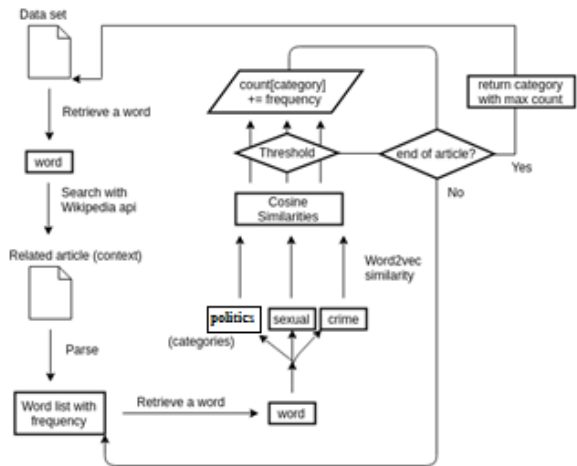 Data set
Retrieve a word
word
Search with
Wikipedia api
Related article (context)
Parse
Word list with
frequency
Retrieve a word
word
(categories)
politics
sexual
crime
Word2vec
similarity
Cosine
Similarities
Threshold
count[category]
+= frequency
end of article?
Yes
No
return category
with max count